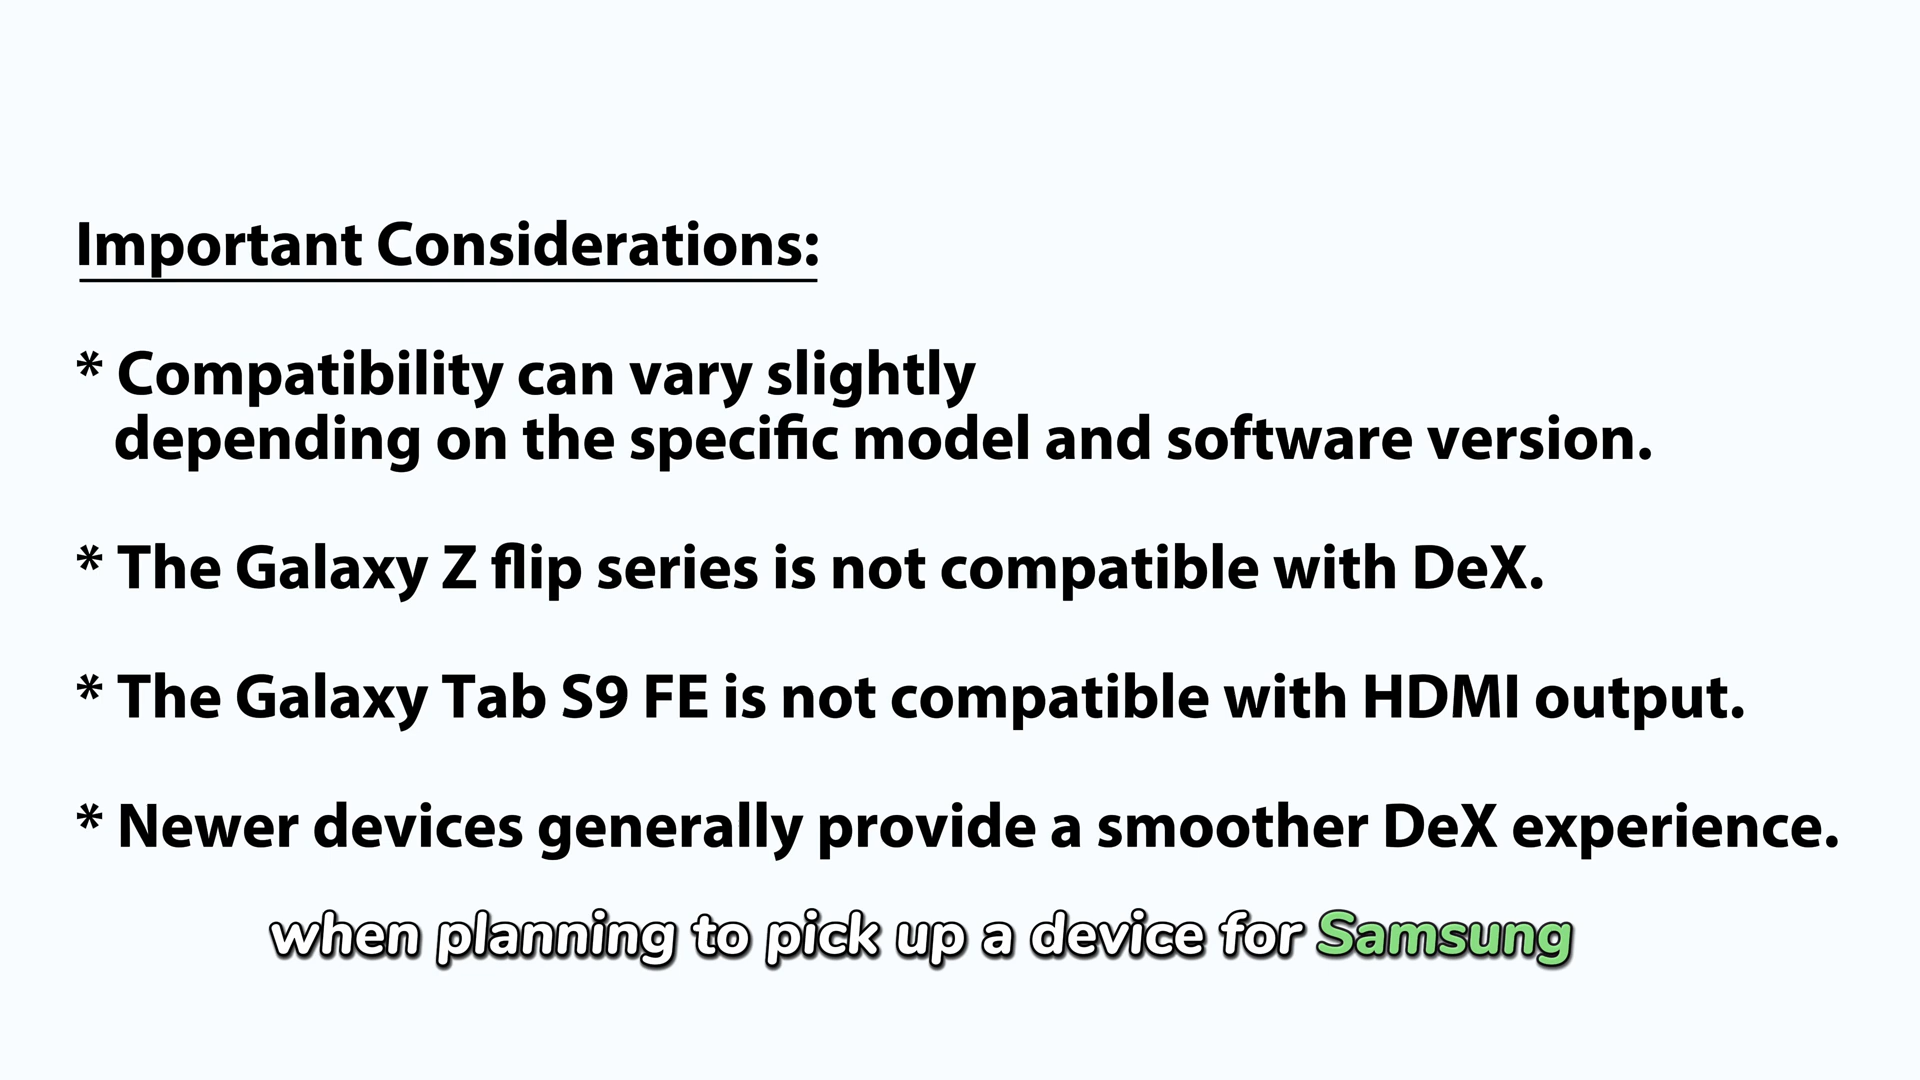 Important Considerations:
* Compatibility can vary slightly
depending on the specific model and software version.
* The Galaxy Z flip series is not compatible with DeX.
* The Galaxy Tab S9 FE is not compatible with HDMI output.
* Newer devices generally provide a smoother DeX experience.
when planning to pick up a device for Samsung